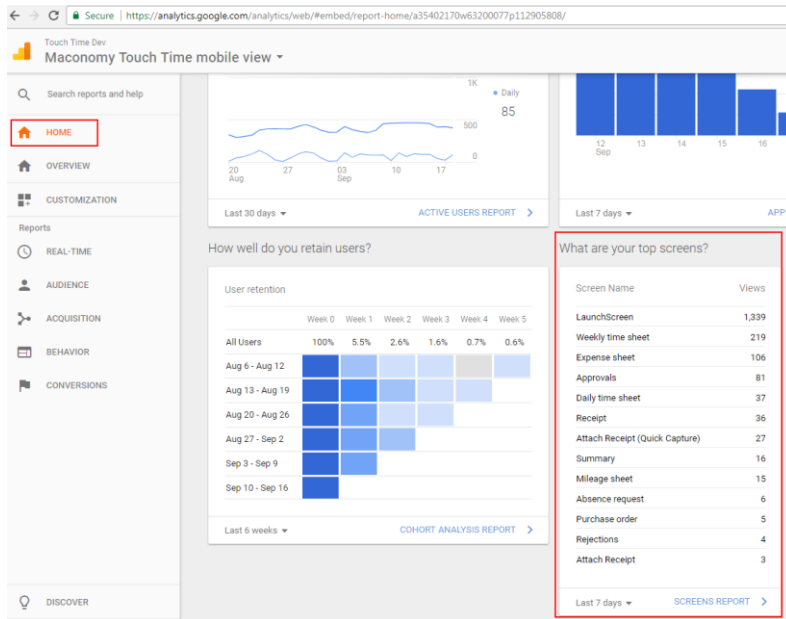 Secure | https://analytics.google.com/analytics/web/#embed/report-home/a35402170w63200077p112905808/
Touch Time Dev
Maconomy Touch Time mobile view
Search reports and help
HOME
OVERVIEW
CUSTOMIZATION
Reports
REAL-TIME
AUDIENCE
ACQUISITION
BEHAVIOR
CONVERSIONS
DISCOVER
1K
500
0
Daily
85
20 Aug 27 03 Sep 10 17
Last 30 days ACTIVE USERS REPORT
12 Sep 13 14 15 16
Last 7 days APP
How well do you retain users?
User retention
Week 0 Week 1 Week 2 Week 3 Week 4 Week 5
All Users 100% 5.5% 2.6% 1.6% 0.7% 0.6%
Aug 6 - Aug 12
Aug 13 - Aug 19
Aug 20 - Aug 26
Aug 27 - Sep 2
Sep 3 - Sep 9
Sep 10 - Sep 16
Last 6 weeks COHORT ANALYSIS REPORT
What are your top screens?
Screen Name Views
LaunchScreen 1,339
Weekly time sheet 219
Expense sheet 106
Approvals 81
Daily time sheet 37
Receipt 36
Attach Receipt (Quick Capture) 27
Summary 16
Mileage sheet 15
Absence request 6
Purchase order 5
Rejections 4
Attach Receipt 3
Last 7 days SCREENS REPORT